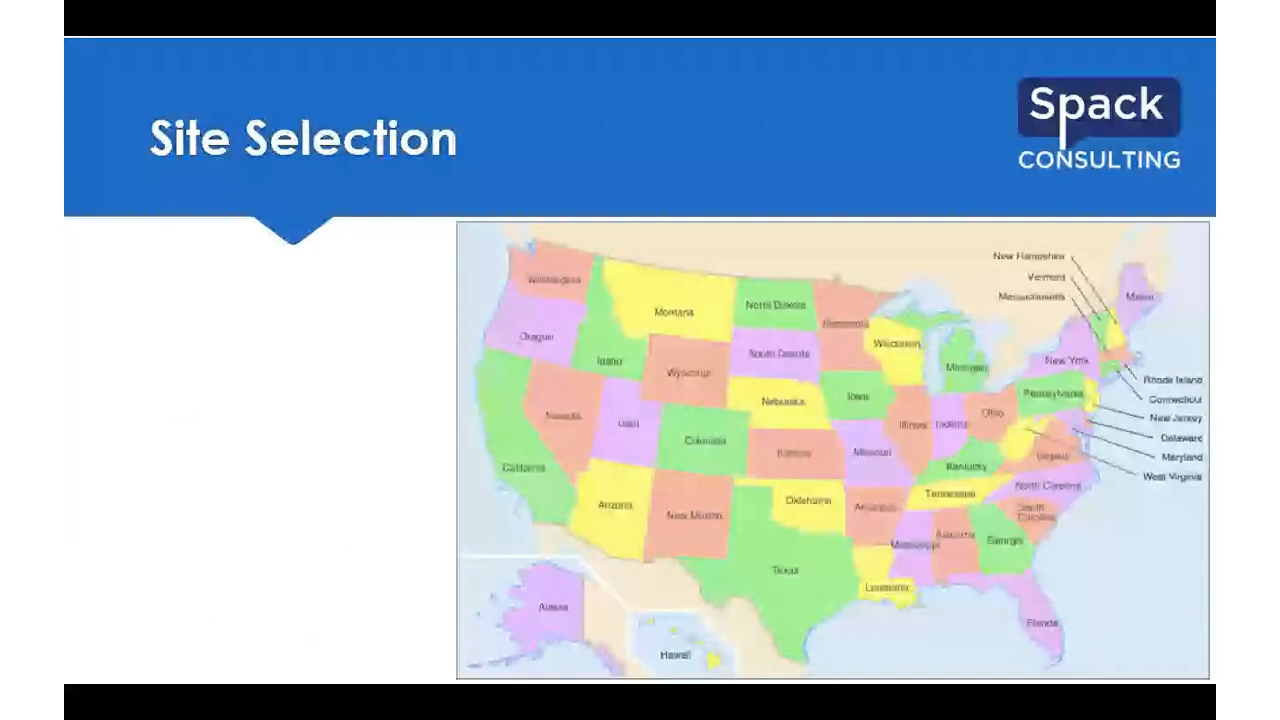 Site Selection
Spack
CONSULTING
New Hampshire
Vermont
Massachusetts
Washington
Maine
Montana
North Dakota
Minnesota
Oregon
Wisconsin
Idaho
South Dakota
New York
Michigan
Wyoming
Rhode Island
Pennsylvania
Iowa
Connecticut
Nebraska
Nevada
Ohio
New Jersey
Utah
Illinois
Indiana
Colorado
Delaware
Kansas
Missouri
Virginia
Maryland
California
Kentucky
West Virginia
North Carolina
Tennessee
Arizona
Oklahoma
Arkansas
South
Carolina
New Mexico
Alabama
Georgia
Mississippi
Texas
Louisiana
Alaska
Florida
Hawaii